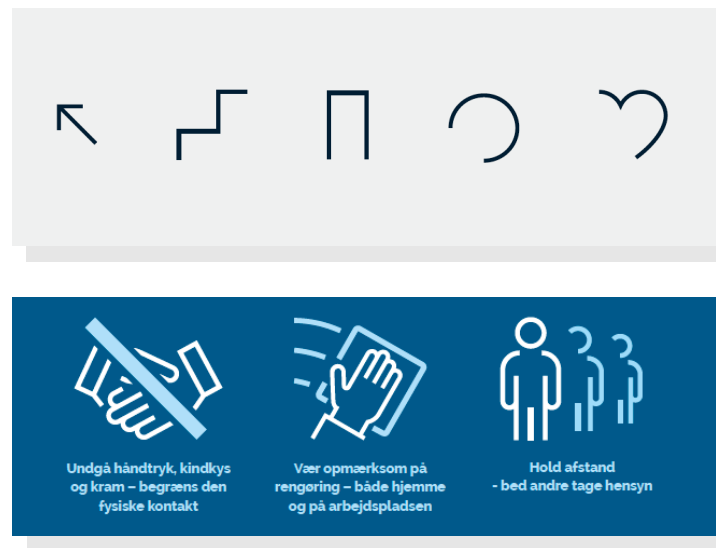 Undgå håndtryk, kindkys
og kram – begræns den
fysiske kontakt
Vær opmærksom på
rengøring – både hjemme
og på arbejdspladsen
Hold afstand
- bed andre tage hensyn